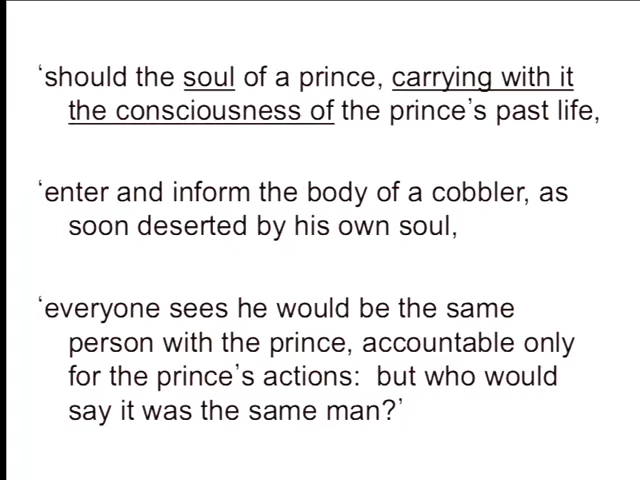 ‘should the soul of a prince, carrying with it
the consciousness of the prince’s past life,
‘enter and inform the body of a cobbler, as
soon deserted by his own soul,
‘everyone sees he would be the same
person with the prince, accountable only
for the prince’s actions:  but who would
say it was the same man?’